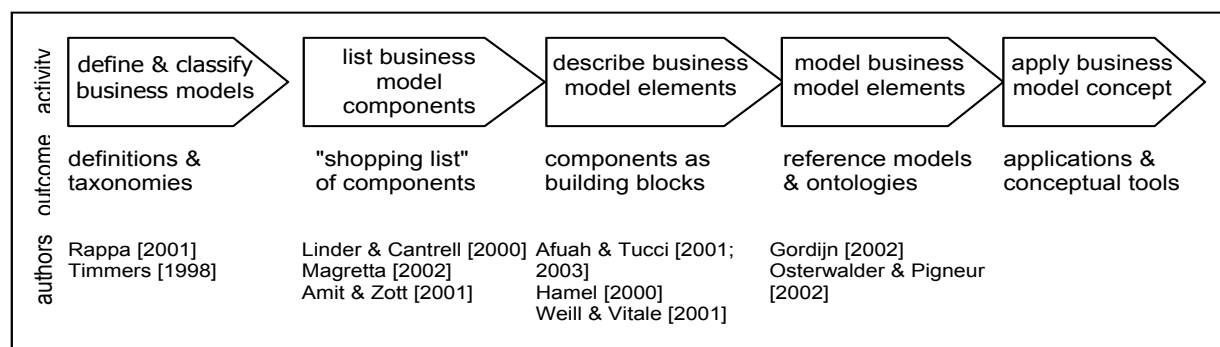 activity
define & classify
business models
list business
model
components
describe business
model elements
model business
model elements
apply business
model concept
outcome
definitions &
taxonomies
"shopping list"
of components
components as
building blocks
reference models
& ontologies
applications &
conceptual tools
authors
Rappa [2001]
Timmers [1998]
Linder & Cantrell [2000]
Magretta [2002]
Amit & Zott [2001]
Afuah & Tucci [2001;
2003]
Hamel [2000]
Weill & Vitale [2001]
Gordijn [2002]
Osterwalder & Pigneur
[2002]